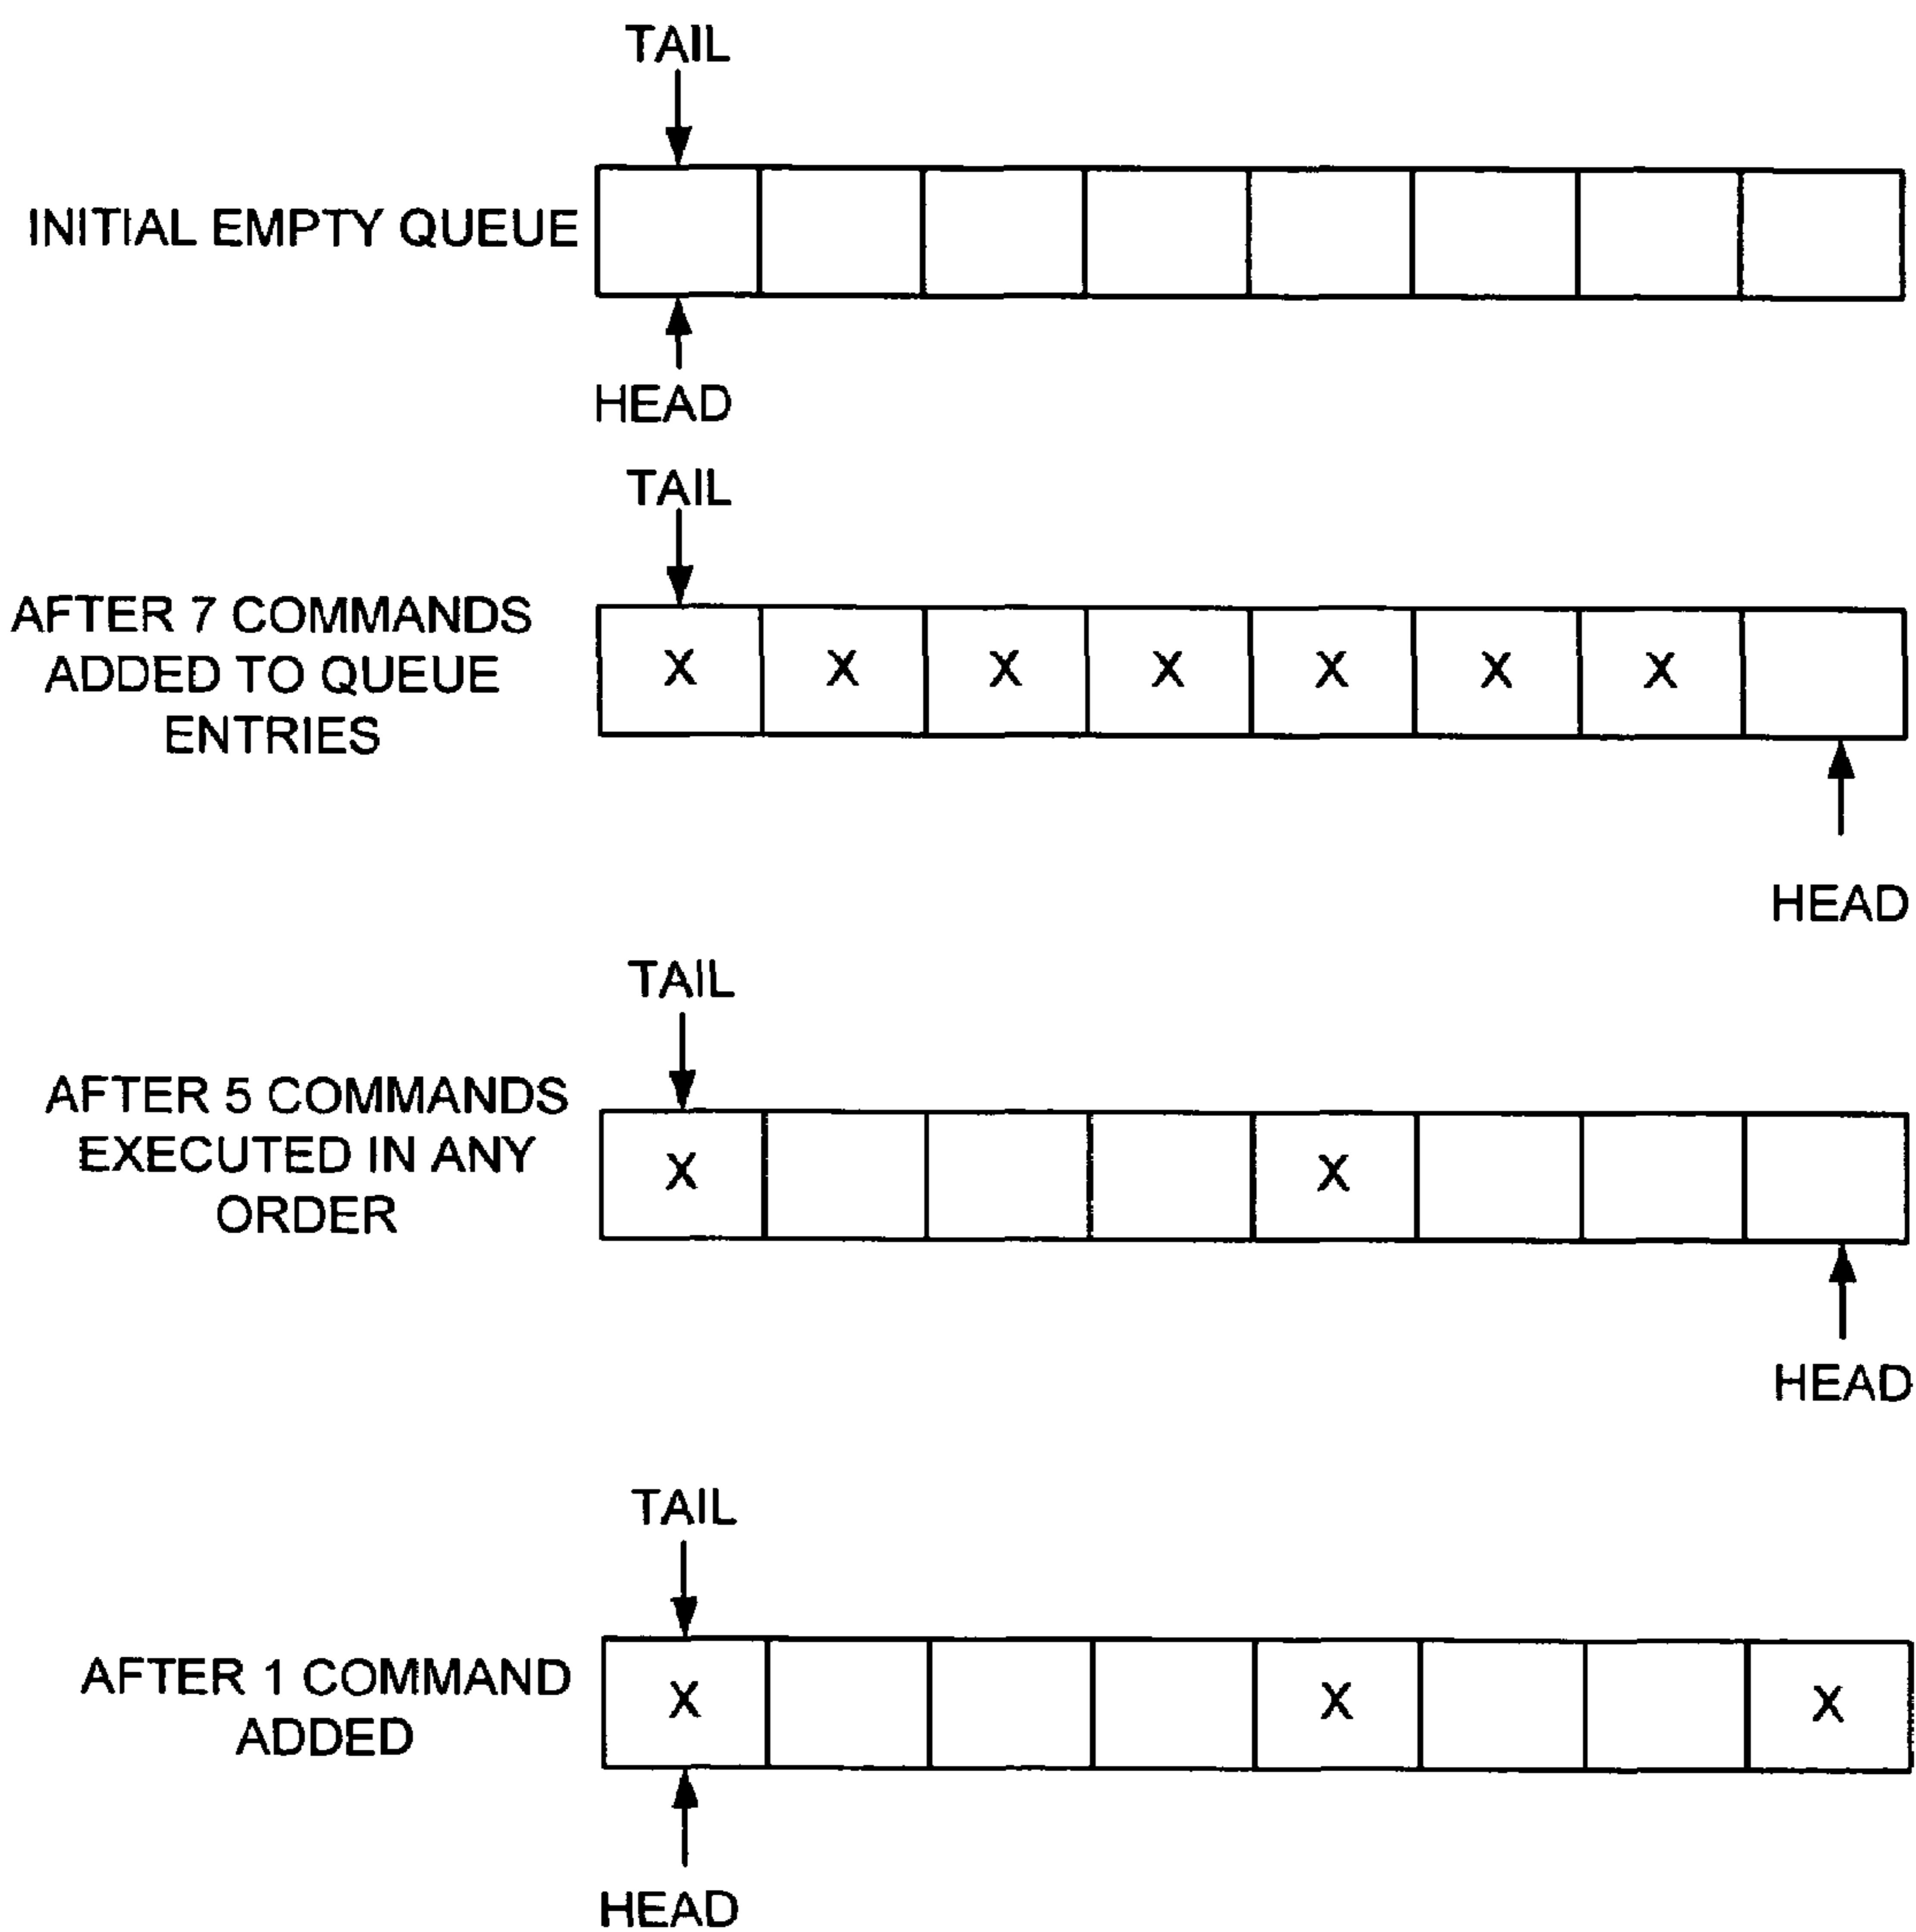 TAIL
INITIAL EMPTY QUEUE
HEAD
TAIL
AFTER 7 COMMANDS
ADDED TO QUEUE
ENTRIES
X X X X X X X
HEAD
TAIL
AFTER 5 COMMANDS
EXECUTED IN ANY
ORDER
X X
HEAD
TAIL
AFTER 1 COMMAND
ADDED
X X X
HEAD